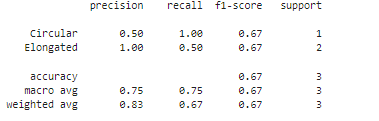 precision recall f1-score support
Circular 0.50 1.00 0.67 1
Elongated 1.00 0.50 0.67 2
accuracy 0.67 3
macro avg 0.75 0.75 0.67 3
weighted avg 0.83 0.67 0.67 3